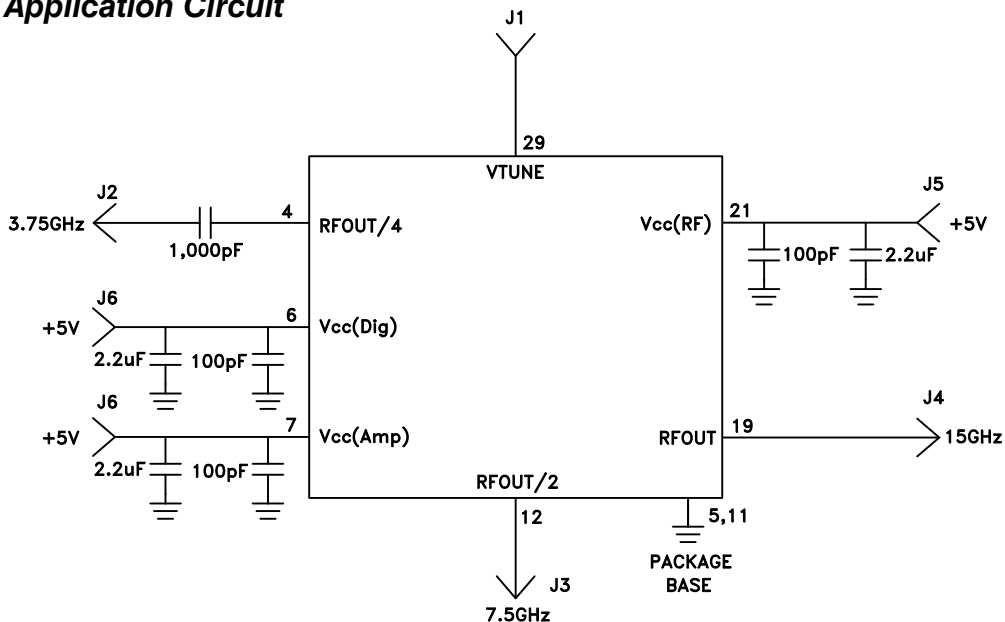 Application Circuit
J1
29
VTUNE
J2
3.75GHz
1,000pF
4
RFOUT/4
Vcc(RF)
21
J5
+5V
100pF
2.2uF
J6
+5V
6
Vcc(Dig)
2.2uF
100pF
J6
+5V
7
Vcc(Amp)
2.2uF
100pF
RFOUT
19
J4
15GHz
RFOUT/2
12
5,11
PACKAGE
BASE
J3
7.5GHz